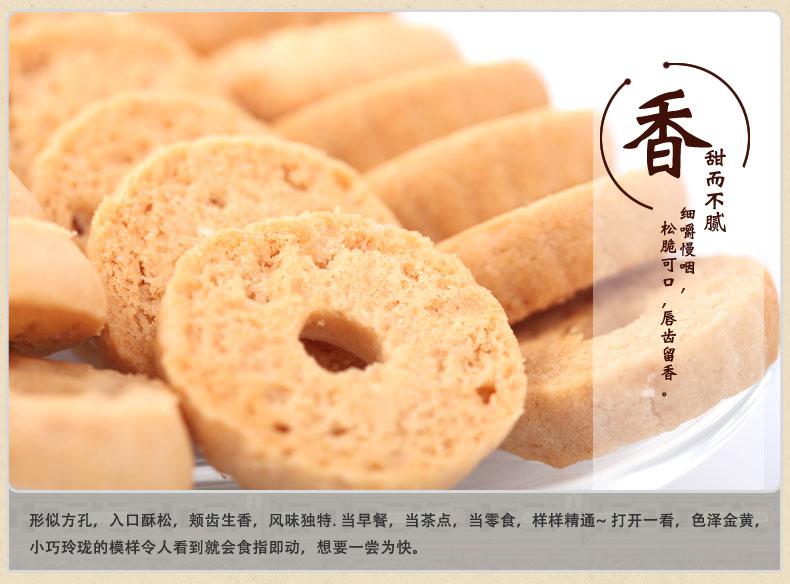 香
甜而不腻
细嚼慢咽，
松脆可口，唇齿留香。
形似方孔，入口酥松，颊齿生香，风味独特.当早餐，当茶点，当零食，样样精通~打开一看，色泽金黄，
小巧玲珑的模样令人看到就会食指即动，想要一尝为快。